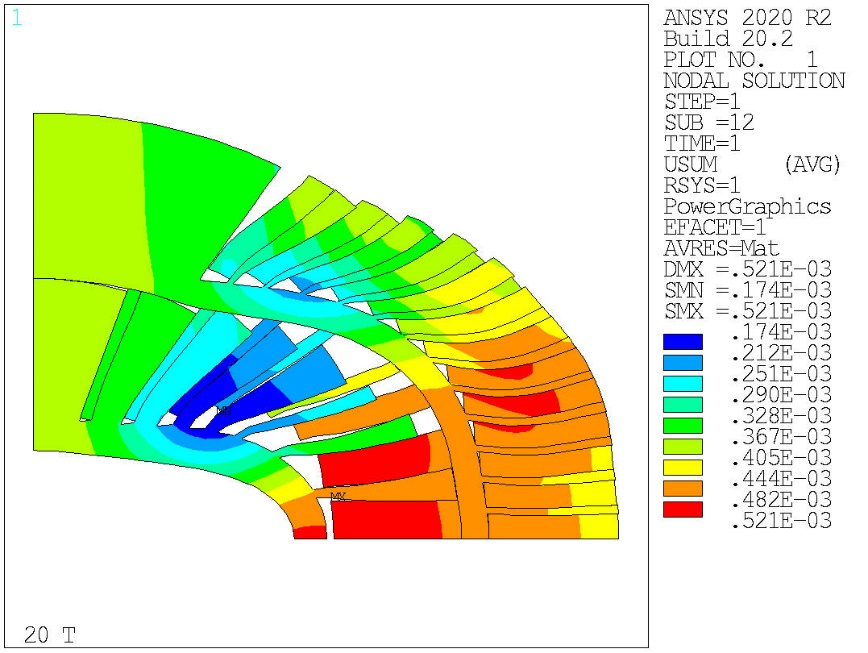 1
ANSYS 2020 R2
Build 20.2
PLOT NO. 1
NODAL SOLUTION
STEP=1
SUB =12
TIME=1
USUM (AVG)
RSYS=1
PowerGraphics
EFACET=1
AVRES=Mat
DMX =.521E-03
SMN =.174E-03
SMX =.521E-03
.174E-03
.212E-03
.251E-03
.290E-03
.328E-03
.367E-03
.405E-03
.444E-03
.482E-03
.521E-03
MN
MX
20 T